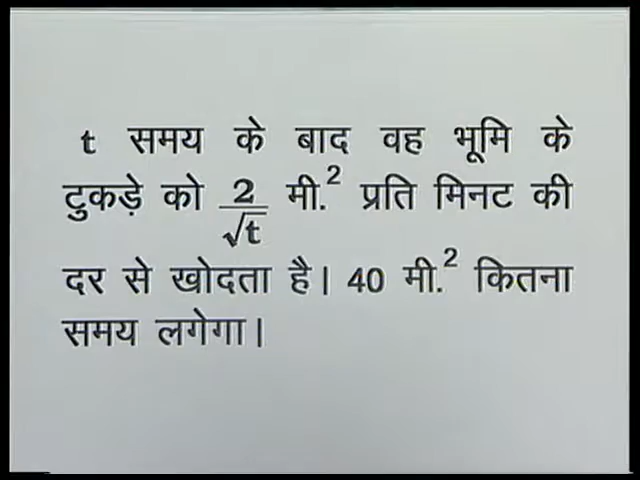 t समय के बाद वह भूमि के
टुकड़े को 2/√t मी.² प्रति मिनट की
दर से खोदता है। 40 मी.² कितना
समय लगेगा।